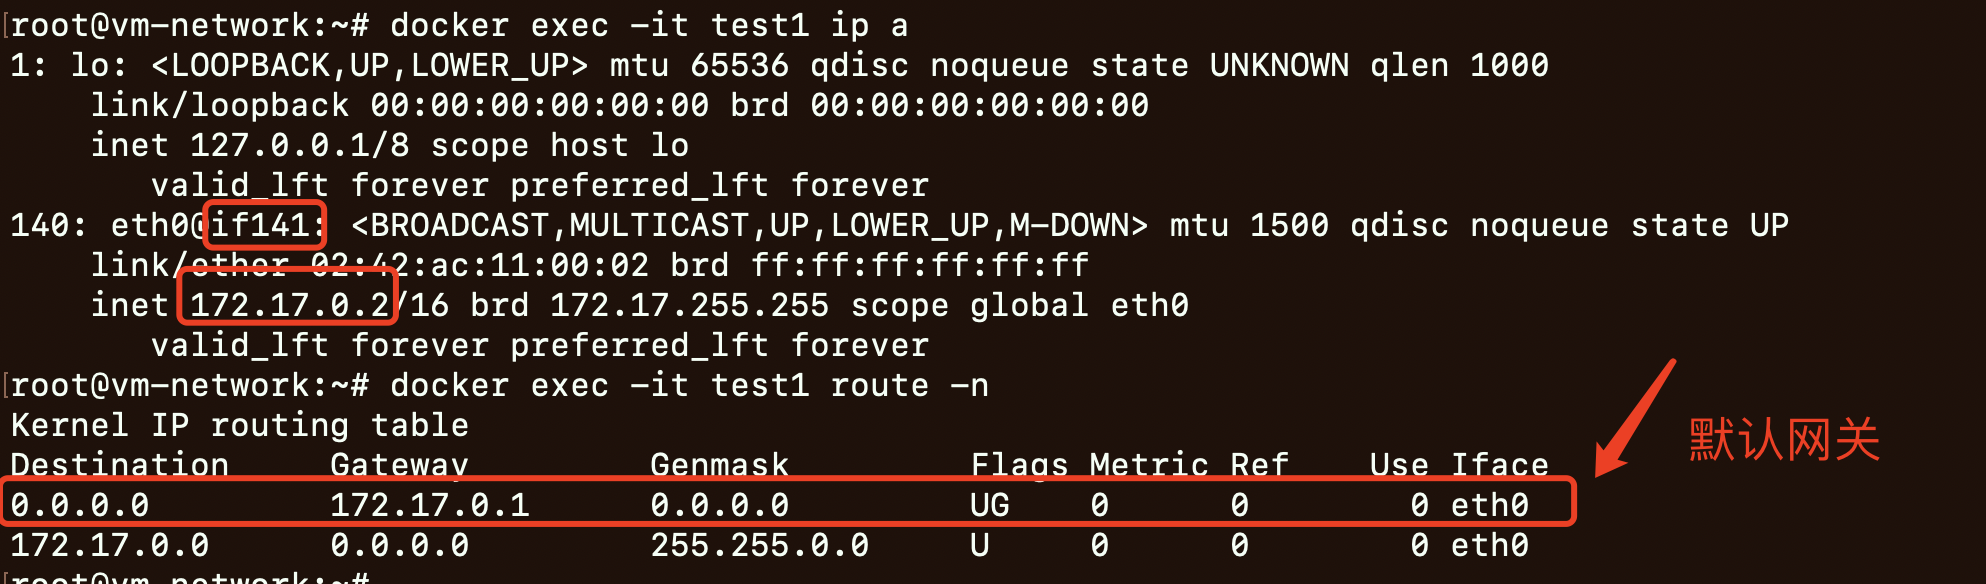 [root@vm-network:~# docker exec -it test1 ip a
1: lo: <LOOPBACK,UP,LOWER_UP> mtu 65536 qdisc noqueue state UNKNOWN qlen 1000
    link/loopback 00:00:00:00:00:00 brd 00:00:00:00:00:00
    inet 127.0.0.1/8 scope host lo
       valid_lft forever preferred_lft forever
140: eth0@if141: <BROADCAST,MULTICAST,UP,LOWER_UP,M-DOWN> mtu 1500 qdisc noqueue state UP
    link/ether 02:42:ac:11:00:02 brd ff:ff:ff:ff:ff:ff
    inet 172.17.0.2/16 brd 172.17.255.255 scope global eth0
       valid_lft forever preferred_lft forever
[root@vm-network:~# docker exec -it test1 route -n
Kernel IP routing table
默认网关
Destination     Gateway         Genmask         Flags Metric Ref    Use Iface
0.0.0.0         172.17.0.1      0.0.0.0         UG    0      0        0 eth0
172.17.0.0      0.0.0.0         255.255.0.0     U     0      0        0 eth0
[root@vm-network:~#